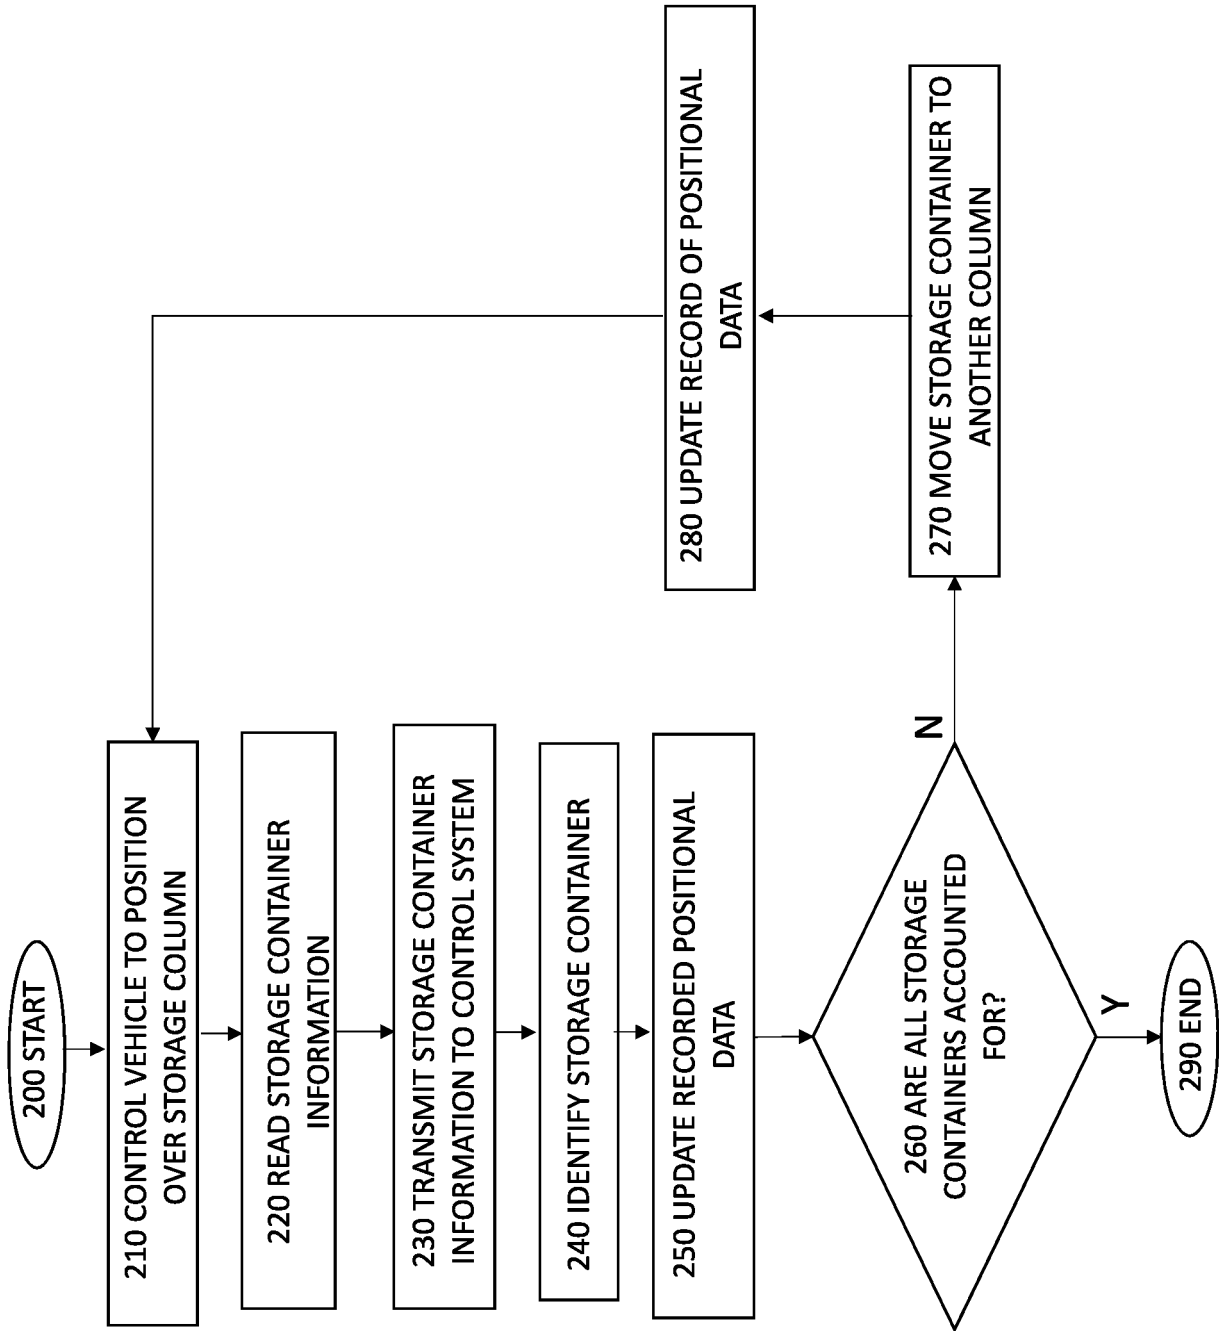 200 START
210 CONTROL VEHICLE TO POSITION
OVER STORAGE COLUMN
220 READ STORAGE CONTAINER
INFORMATION
230 TRANSMIT STORAGE CONTAINER
INFORMATION TO CONTROL SYSTEM
240 IDENTIFY STORAGE CONTAINER
250 UPDATE RECORDED POSITIONAL
DATA
260 ARE ALL STORAGE
CONTAINERS ACCOUNTED
FOR?
N
Y
270 MOVE STORAGE CONTAINER TO
ANOTHER COLUMN
280 UPDATE RECORD OF POSITIONAL
DATA
290 END